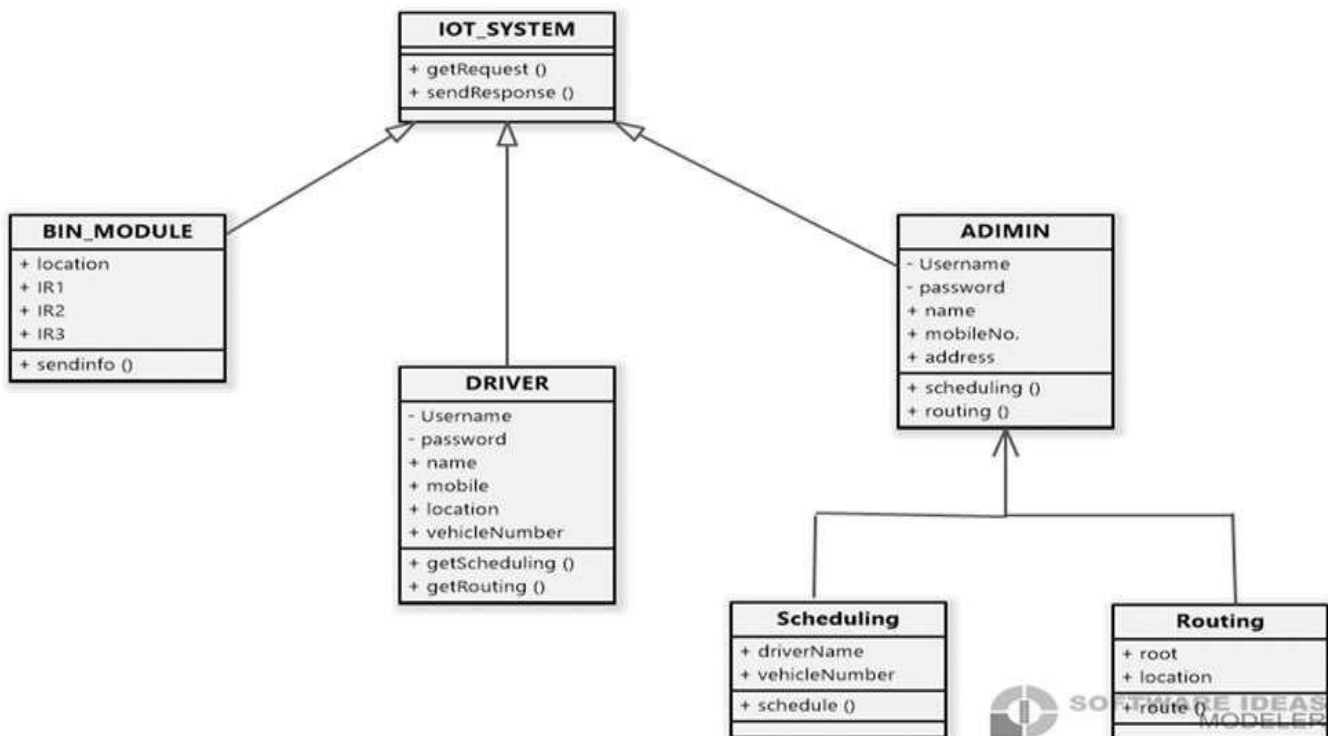 IOT_SYSTEM
+ getRequest ()
+ sendResponse ()
BIN_MODULE
+ location
+ IR1
+ IR2
+ IR3
+ sendinfo ()
DRIVER
- Username
- password
+ name
+ mobile
+ location
+ vehicleNumber
+ getScheduling ()
+ getRouting ()
ADIMIN
- Username
- password
+ name
+ mobileNo.
+ address
+ scheduling ()
+ routing ()
Scheduling
+ driverName
+ vehicleNumber
+ schedule ()
Routing
+ root
+ location
+ route ()
SOFTWARE IDEAS
MODELER